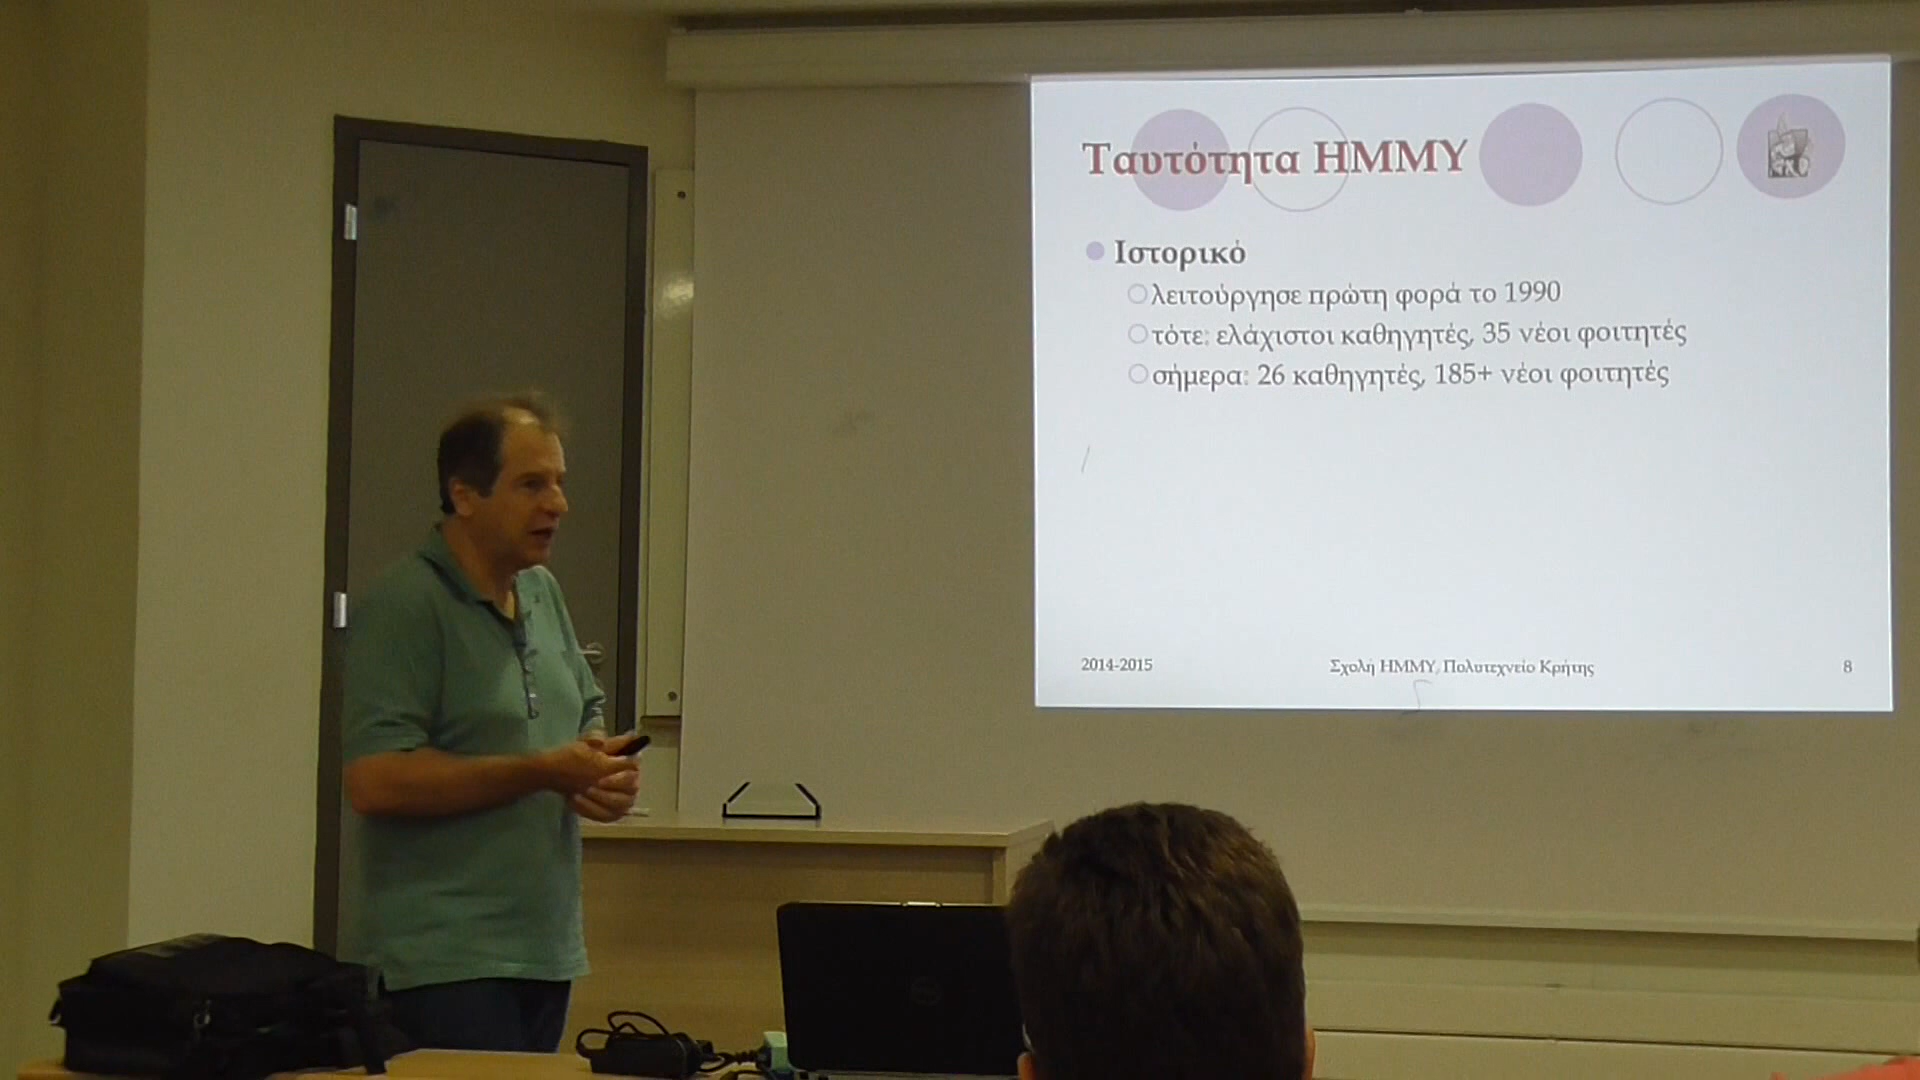 Ταυτότητα ΗΜΜΥ
Ιστορικό
λειτούργησε πρώτη φορά το 1990
τότε: ελάχιστοι καθηγητές, 35 νέοι φοιτητές
σήμερα: 26 καθηγητές, 185+ νέοι φοιτητές
2014-2015 Σχολή ΗΜΜΥ, Πολυτεχνείο Κρήτης 8